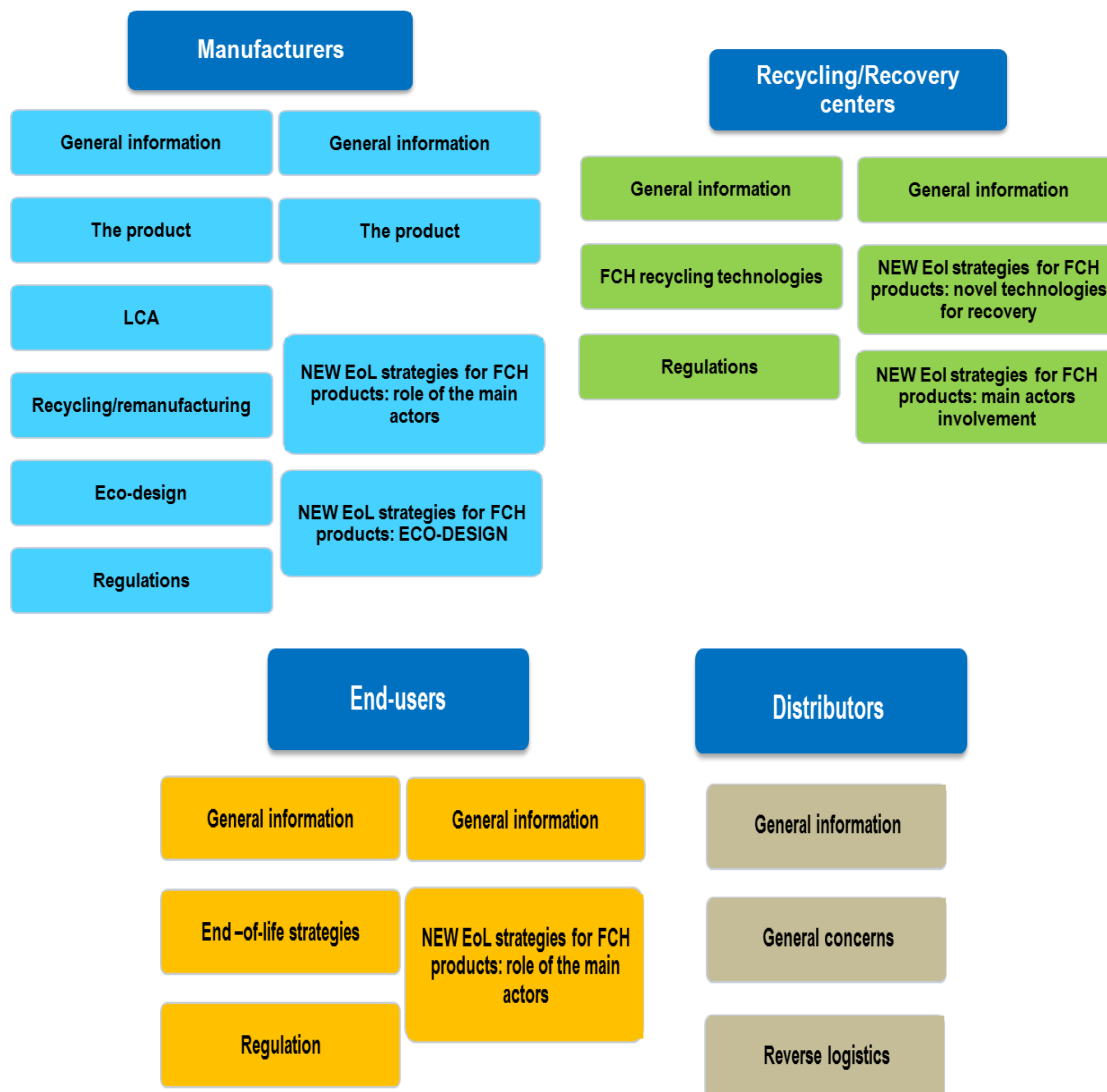 Manufacturers
General information
General information
The product
The product
LCA
Recycling/remanufacturing
NEW EoL strategies for FCH
products: role of the main
actors
Eco-design
NEW EoL strategies for FCH
products: ECO-DESIGN
Regulations
Recycling/Recovery
centers
General information
General information
FCH recycling technologies
NEW Eol strategies for FCH
products: novel technologies
for recovery
Regulations
NEW Eol strategies for FCH
products: main actors
involvement
End-users
General information
General information
End –of-life strategies
NEW EoL strategies for FCH
products: role of the main
actors
Regulation
Distributors
General information
General concerns
Reverse logistics